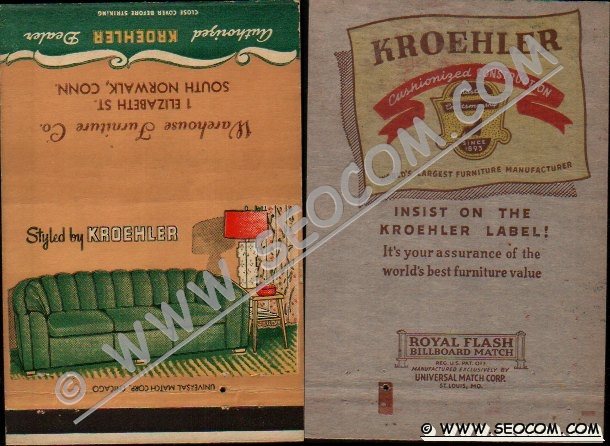 CLOSE COVER BEFORE STRIKING
Authorized KROEHLER Dealer
Warehouse Furniture Co.
1 ELIZABETH ST.
SOUTH NORWALK, CONN.
Styled by KROEHLER
UNIVERSAL MATCH CORP., CHICAGO
KROEHLER
Cushionized CONSTRUCTION
SINCE
1893
LARGEST FURNITURE MANUFACTURER
INSIST ON THE
KROEHLER LABEL!
It's your assurance of the
world's best furniture value
ROYAL FLASH
BILLBOARD MATCH
REG. U.S. PAT. OFF.
MANUFACTURED EXCLUSIVELY BY
UNIVERSAL MATCH CORP.
ST. LOUIS, MO.
© WWW.SEOCOM.COM
© WWW.SEOCOM.COM